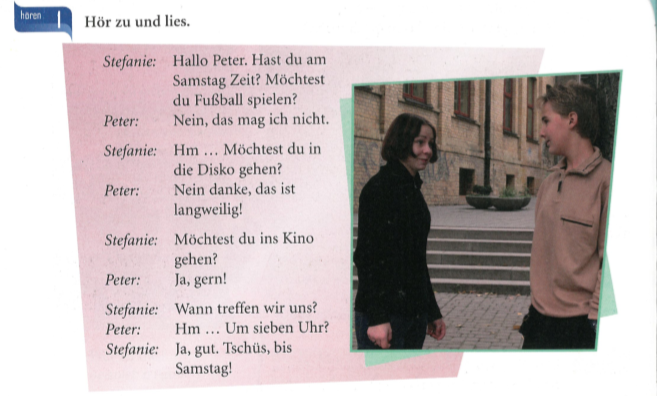 hören 1
Hör zu und lies.
Stefanie: Hallo Peter. Hast du am
Samstag Zeit? Möchtest
du Fußball spielen?
Peter: Nein, das mag ich nicht.
Stefanie: Hm … Möchtest du in
die Disko gehen?
Peter: Nein danke, das ist
langweilig!
Stefanie: Möchtest du ins Kino
gehen?
Peter: Ja, gern!
Stefanie: Wann treffen wir uns?
Peter: Hm … Um sieben Uhr?
Stefanie: Ja, gut. Tschüs, bis
Samstag!